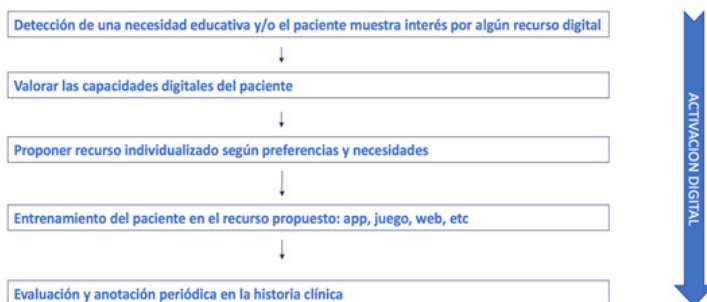 Detección de una necesidad educativa y/o el paciente muestra interés por algún recurso digital
Valorar las capacidades digitales del paciente
Proponer recurso individualizado según preferencias y necesidades
Entrenamiento del paciente en el recurso propuesto: app, juego, web, etc
Evaluación y anotación periódica en la historia clínica
ACTIVACION DIGITAL